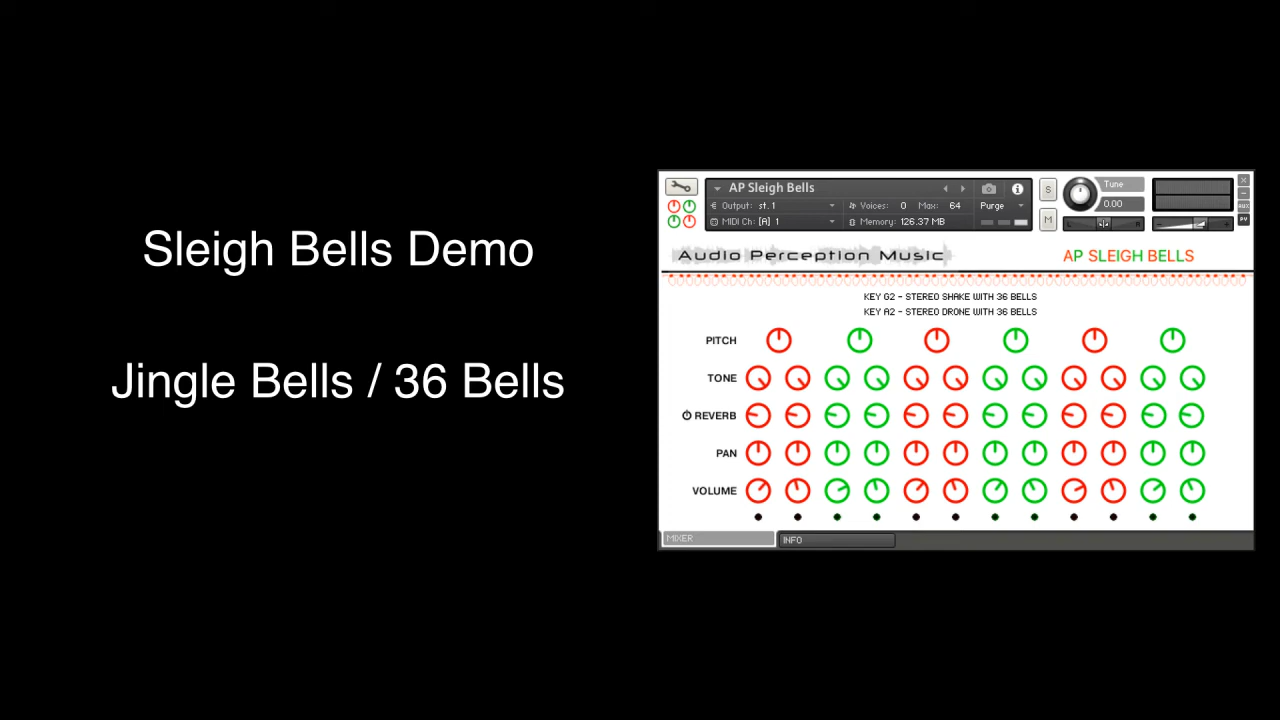 Sleigh Bells Demo
Jingle Bells / 36 Bells
AP Sleigh Bells
Output: st. 1
Voices: 0 Max: 64
Purge
MIDI Ch: [A] 1
Memory: 126.37 MB
S
M
Tune
0.00
L
R
AUX
PV
Audio Perception Music
AP SLEIGH BELLS
KEY G2 - STEREO SHAKE WITH 36 BELLS
KEY A2 - STEREO DRONE WITH 36 BELLS
PITCH
TONE
REVERB
PAN
VOLUME
MIXER
INFO